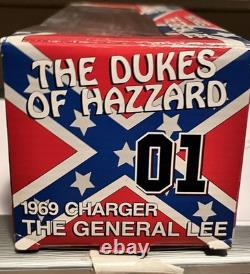 THE DUKES
OF HAZZARD
01
1969 CHARGER
THE GENERAL LEE